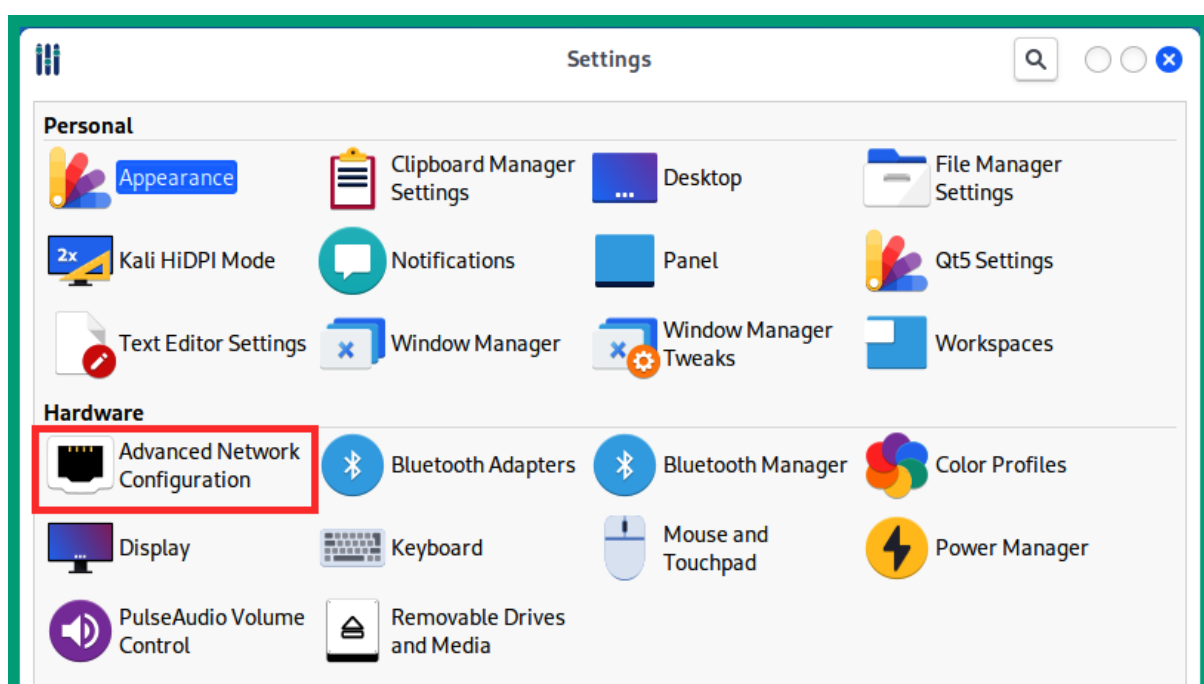 Settings
Personal
Appearance
Clipboard Manager
Settings
Desktop
File Manager
Settings
2x
Kali HiDPI Mode
Notifications
Panel
Qt5 Settings
Text Editor Settings
Window Manager
Window Manager
Tweaks
Workspaces
Hardware
Advanced Network
Configuration
Bluetooth Adapters
Bluetooth Manager
Color Profiles
Display
Keyboard
Mouse and
Touchpad
Power Manager
PulseAudio Volume
Control
Removable Drives
and Media